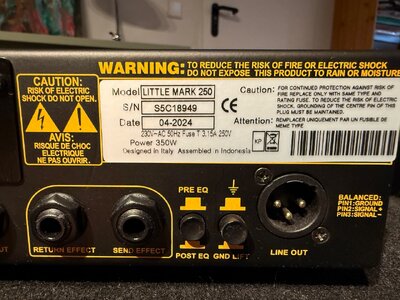 WARNING: TO REDUCE THE RISK OF FIRE OR ELECTRIC SHOCK
DO NOT EXPOSE THIS PRODUCT TO RAIN OR MOISTURE
CAUTION:
RISK OF ELECTRIC
SHOCK DO NOT OPEN.
AVIS:
RISQUE DE CHOC
ELECTRIQUE
NE PAS OUVRIR.
Model LITTLE MARK 250
S/N S5C18949
Date 04-2024
230V~AC 50Hz Fuse T 3,15A 250V
Power 350W
Designed In Italy Assembled in Indonesia
CE
KP
Caution: FOR CONTINUED PROTECTION AGAINST RISK OF
FIRE REPLACE ONLY WITH SAME TYPE AND
RATING FUSE. TO REDUCE THE RISK OF ELECTRIC
SHOCK, GROUNDING OF THE CENTRE PIN OF THIS
PLUG MUST BE MAINTAINED.
Attention: REMPLACER UNIQUEMENT PAR UN FUSIBLE DE
MEME TYPE
RETURN EFFECT
SEND EFFECT
PRE EQ
POST EQ
GND LIFT
LINE OUT
BALANCED:
PIN1:GROUND
PIN2:SIGNAL+
PIN3:SIGNAL-